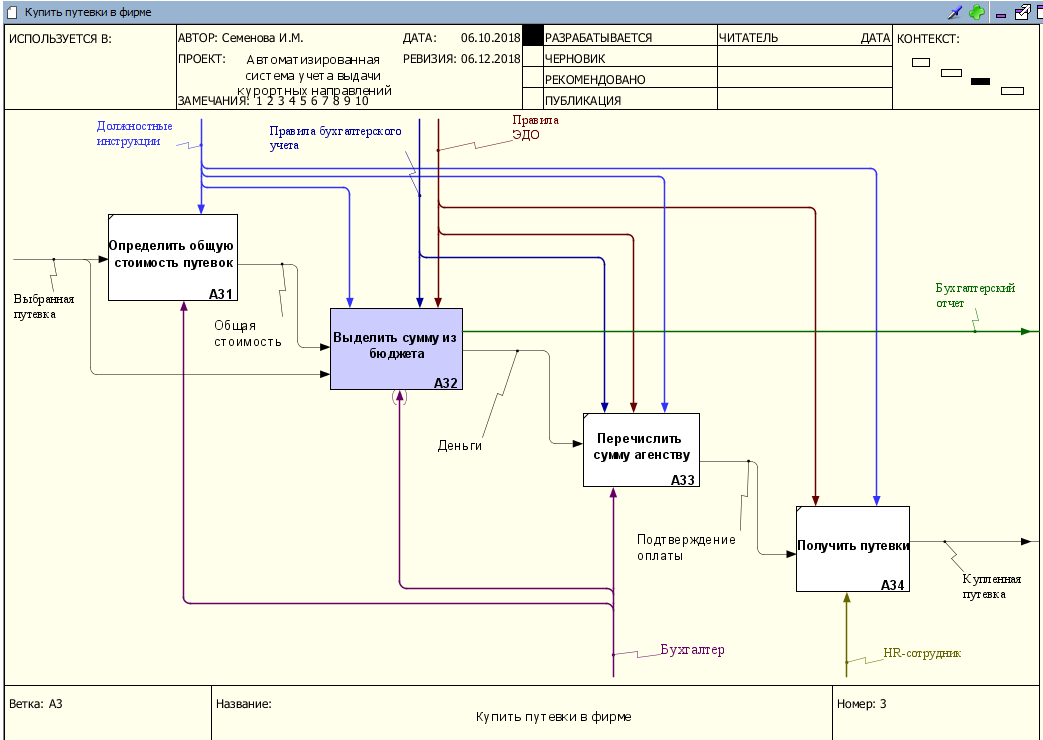 Купить путевки в фирме
ИСПОЛЬЗУЕТСЯ В:
АВТОР: Семенова И.М.
ДАТА: 06.10.2018
РАЗРАБАТЫВАЕТСЯ
ЧИТАТЕЛЬ
ДАТА
КОНТЕКСТ:
ПРОЕКТ: Автоматизированная
система учета выдачи
курортных направлений
РЕВИЗИЯ: 06.12.2018
ЧЕРНОВИК
РЕКОМЕНДОВАНО
ЗАМЕЧАНИЯ: 1 2 3 4 5 6 7 8 9 10
ПУБЛИКАЦИЯ
Должностные
инструкции
Правила бухгалтерского
учета
Правила
ЭДО
Определить общую
стоимость путевок
A31
Выбранная
путевка
Общая
стоимость
Выделить сумму из
бюджета
A32
Бухгалтерский
отчет
Деньги
Перечислить
сумму агенству
A33
Подтверждение
оплаты
Получить путевки
A34
Купленная
путевка
Бухгалтер
HR-сотрудник
Ветка: A3
Название:
Купить путевки в фирме
Номер: 3